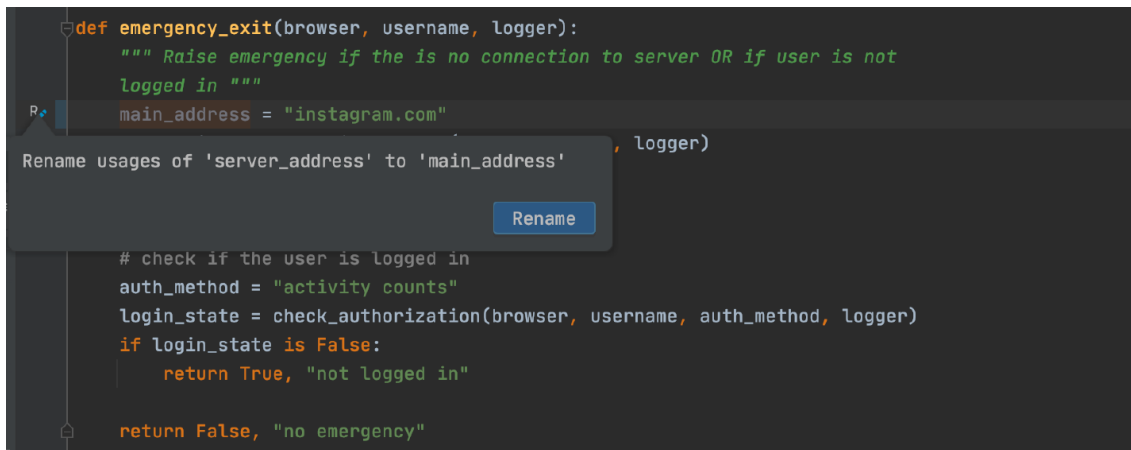 def emergency_exit(browser, username, logger):
""" Raise emergency if the is no connection to server OR if user is not
logged in """
R
main_address = "instagram.com"
, logger)
Rename usages of 'server_address' to 'main_address'
Rename
# check if the user is logged in
auth_method = "activity counts"
login_state = check_authorization(browser, username, auth_method, logger)
if login_state is False:
return True, "not logged in"
return False, "no emergency"